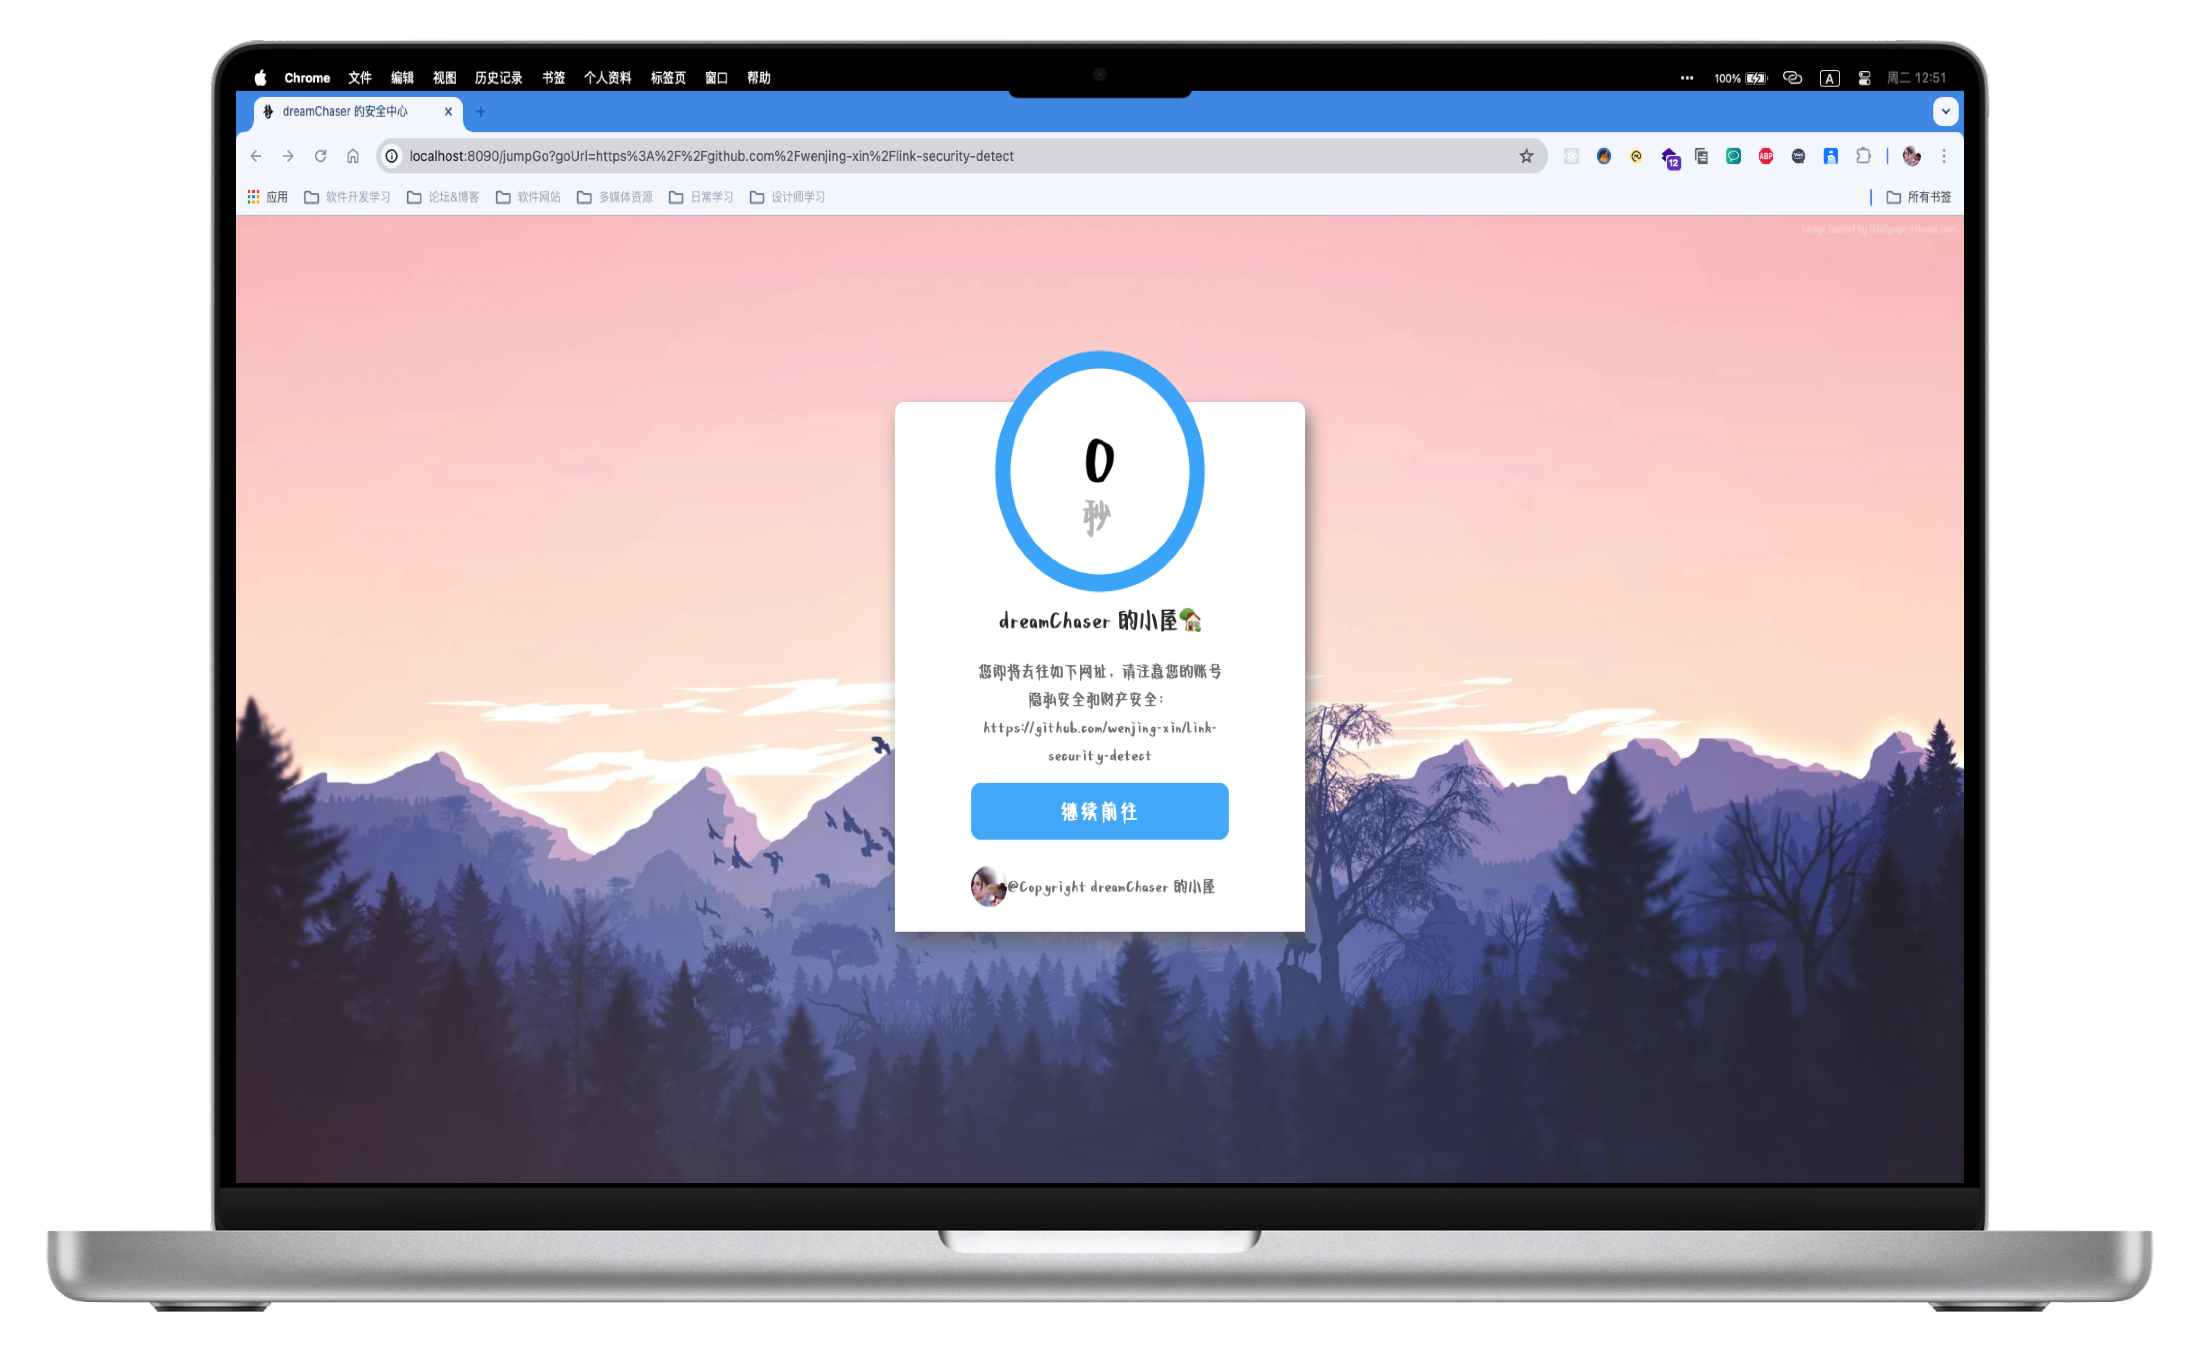 Chrome 文件 编辑 视图 历史记录 书签 个人资料 标签页 窗口 帮助
100% A 周二 12:51
dreamChaser 的安全中心
localhost:8090/jumpGo?goUrl=https%3A%2F%2Fgithub.com%2Fwenjing-xin%2Flink-security-detect
12 ABP
应用 软件开发学习 论坛&博客 软件网站 多媒体资源 日常学习 设计师学习 所有书签
Image hosted by WallpapersHome.com
0
秒
dreamChaser 的小屋🏡
您即将去往如下网址，请注意您的账号
隐私安全和财产安全：
https://github.com/wenjing-xin/link-
security-detect
继续前往
@Copyright dreamChaser 的小屋